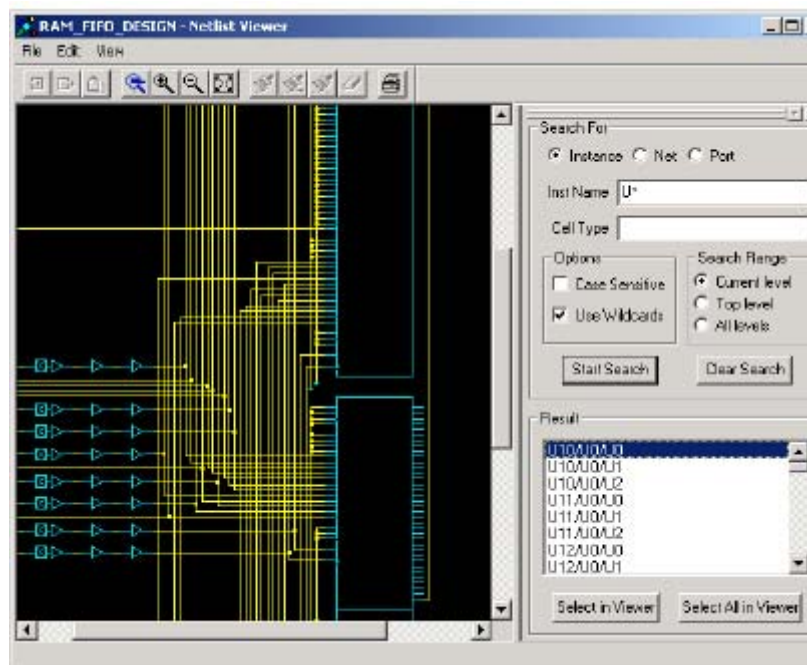 RAM_FIFO_DESIGN - Netlist Viewer
File Edit View
Search For
Instance Net Port
Inst Name U*
Cell Type
Options
Case Sensitive
Use Wildcards
Search Range
Current level
Top level
All levels
Start Search Clear Search
Result
U10/U0/U0
U10/U0/U1
U10/U0/U2
U11/U0/U0
U11/U0/U1
U11/U0/U2
U12/U0/U0
U12/U0/U1
Select in Viewer Select All in Viewer